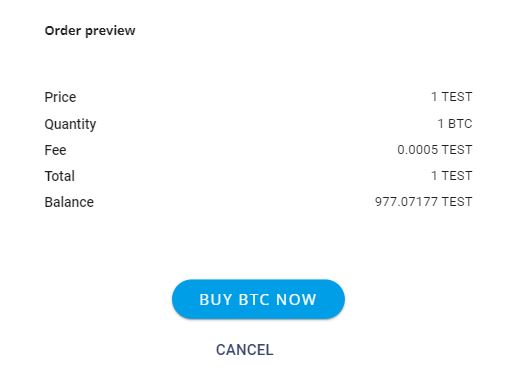 Order preview
Price 1 TEST
Quantity 1 BTC
Fee 0.0005 TEST
Total 1 TEST
Balance 977.07177 TEST
BUY BTC NOW
CANCEL